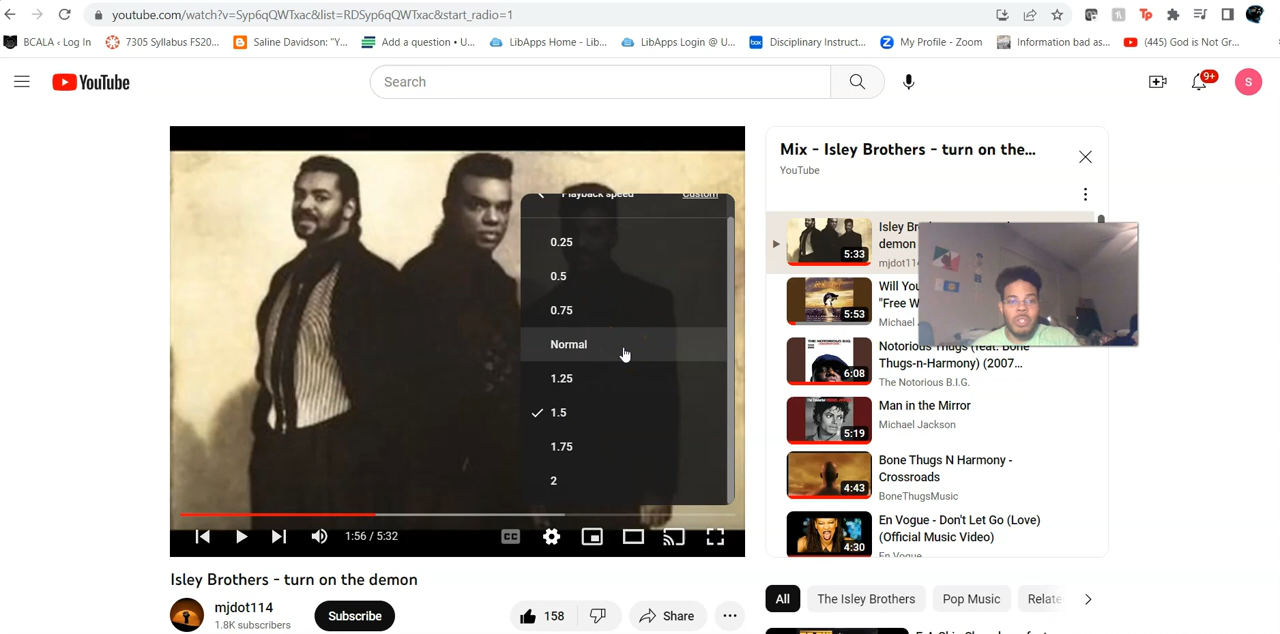 youtube.com/watch?v=Syp6qQWTxac&list=RDSyp6qQWTxac&start_radio=1
BCALA ‹ Log In
7305 Syllabus FS20...
Saline Davidson: "Y...
Add a question • U...
LibApps Home - Lib...
LibApps Login @ U...
box
Disciplinary Instruct...
My Profile - Zoom
Information bad as...
(445) God is Not Gr...
YouTube
Search
9+
S
Mix - Isley Brothers - turn on the...
YouTube
Playback speed
Custom
0.25
0.5
0.75
Normal
1.25
1.5
1.75
2
1:56 / 5:32
CC
Isley
demon
mjdot114
5:33
Will You
"Free W
Michael
5:53
Notorious Thugs (feat. Bone
Thugs-n-Harmony) (2007...
The Notorious B.I.G.
6:08
Man in the Mirror
Michael Jackson
5:19
Bone Thugs N Harmony -
Crossroads
BoneThugsMusic
4:43
En Vogue - Don't Let Go (Love)
(Official Music Video)
En Vogue
4:30
Isley Brothers - turn on the demon
mjdot114
1.8K subscribers
Subscribe
158
Share
All
The Isley Brothers
Pop Music
Relate